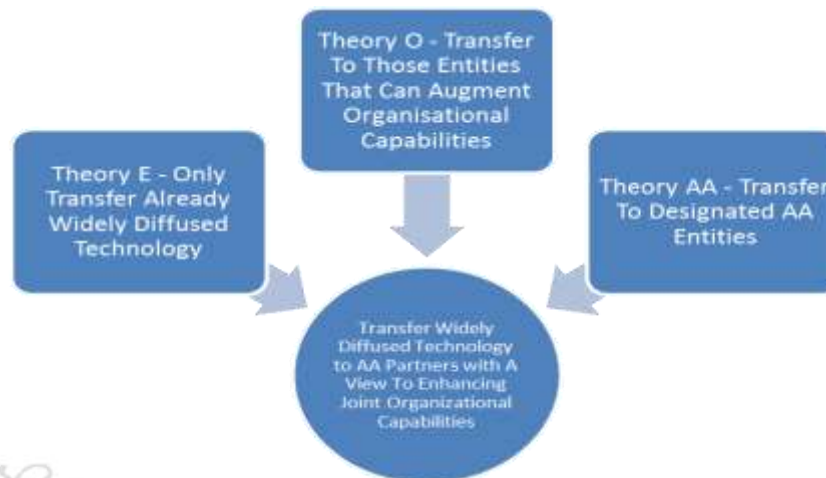 Theory O - Transfer
To Those Entities
That Can Augment
Organisational
Capabilities
Theory E - Only
Transfer Already
Widely Diffused
Technology
Theory AA - Transfer
To Designated AA
Entities
Transfer Widely
Diffused Technology
to AA Partners with A
View To Enhancing
Joint Organizational
Capabilities